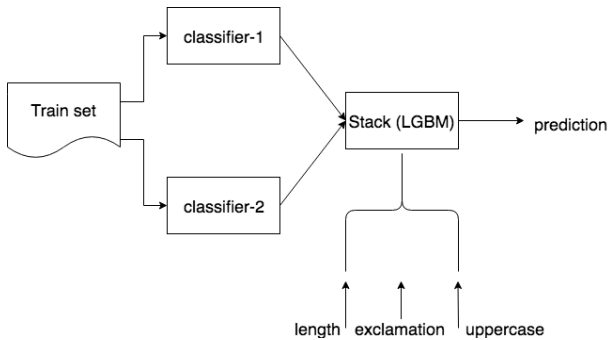 classifier-1
Train set
Stack (LGBM)
prediction
classifier-2
length exclamation uppercase